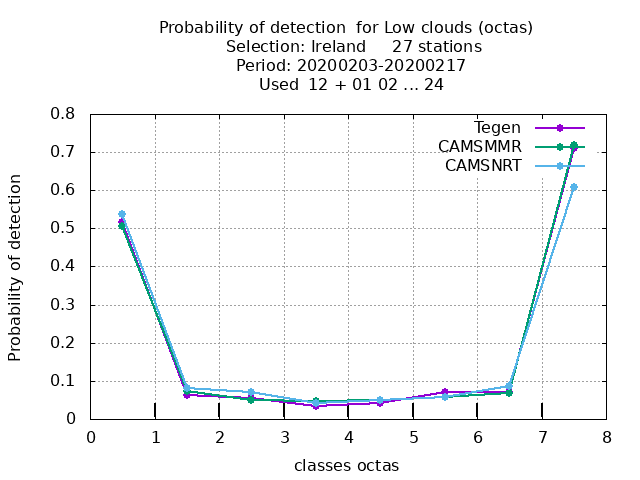 Probability of detection  for Low clouds (octas)
Selection: Ireland     27 stations
Period: 20200203-20200217
Used  12 + 01 02 ... 24
Tegen
CAMSMMR
CAMSNRT
Probability of detection
0.8
0.7
0.6
0.5
0.4
0.3
0.2
0.1
0
0 1 2 3 4 5 6 7 8
classes octas